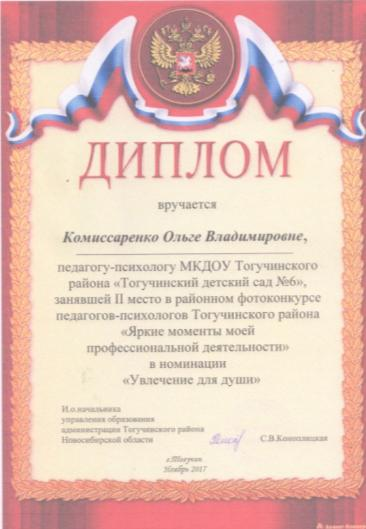 ДИПЛОМ
вручается
Комиссаренко Ольге Владимировне,
педагогу-психологу МКДОУ Тогучинского
района «Тогучинский детский сад №6»,
занявшей II место в районном фотоконкурсе
педагогов-психологов Тогучинского района
«Яркие моменты моей
профессиональной деятельности»
в номинации
«Увлечение для души»
И.о.начальника
управления образования
администрации Тогучинского района
Новосибирской области
С.В.Коноплицкая
г.Тогучин
Ноябрь 2017